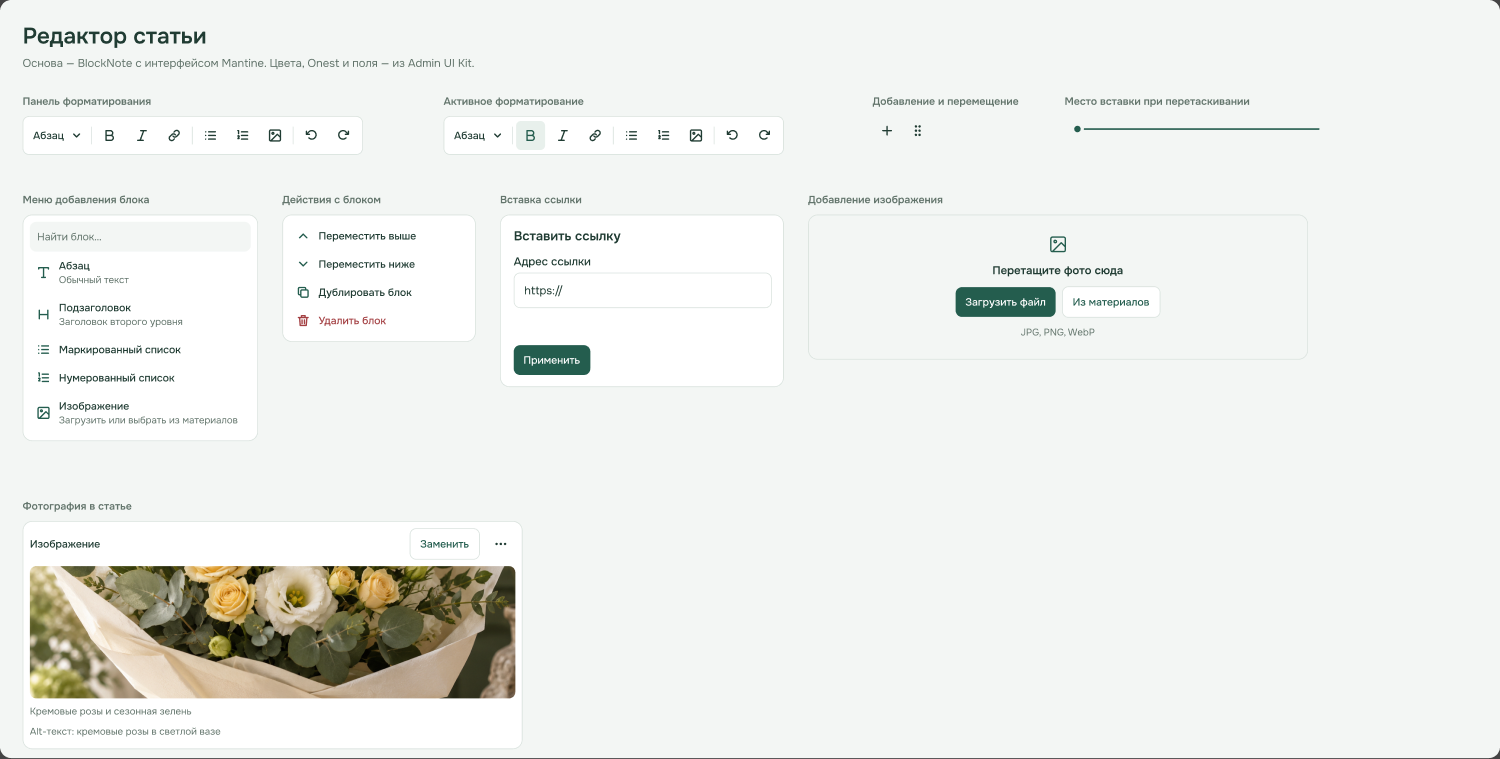 Редактор статьи
Основа — BlockNote с интерфейсом Mantine. Цвета, Onest и поля — из Admin UI Kit.
Панель форматирования
Абзац
Активное форматирование
Абзац
Добавление и перемещение
Место вставки при перетаскивании
Меню добавления блока
Найти блок...
Абзац
Обычный текст
Подзаголовок
Заголовок второго уровня
Маркированный список
Нумерованный список
Изображение
Загрузить или выбрать из материалов
Действия с блоком
Переместить выше
Переместить ниже
Дублировать блок
Удалить блок
Вставка ссылки
Вставить ссылку
Адрес ссылки
https://
Применить
Добавление изображения
Перетащите фото сюда
Загрузить файл
Из материалов
JPG, PNG, WebP
Фотография в статье
Изображение
Заменить
Кремовые розы и сезонная зелень
Alt-текст: кремовые розы в светлой вазе